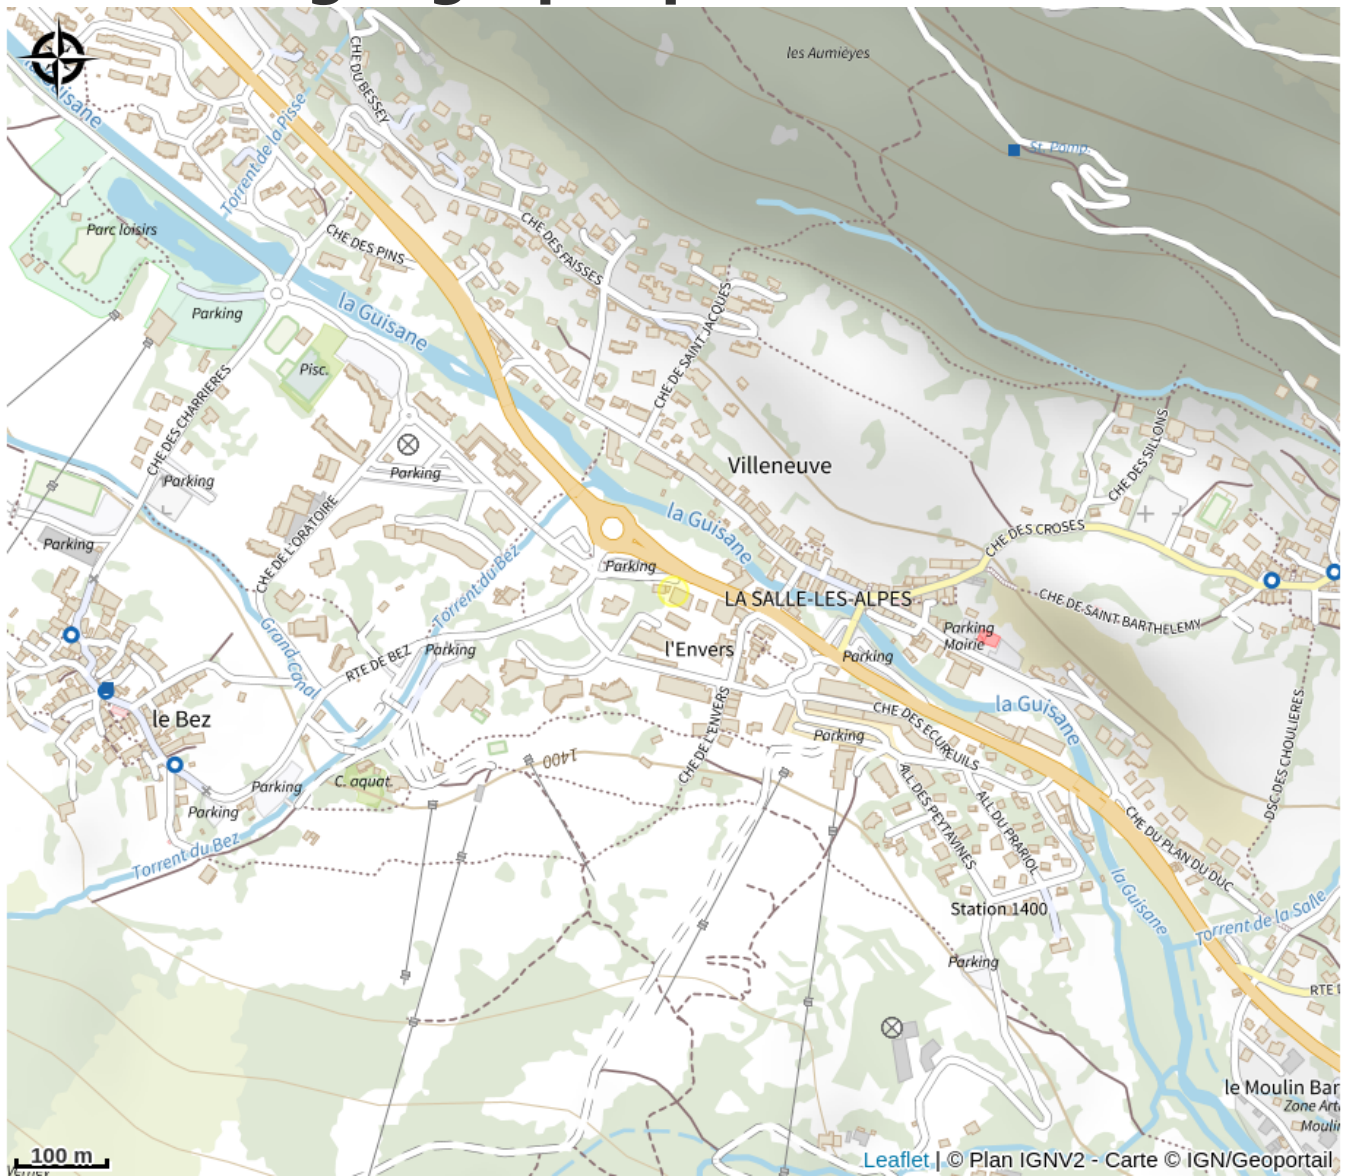 les Aumièyes
CHE DU BESSEY
Guisane
St. Pomp.
Torrent de la Pisse
Parc loisirs
CHE DES PINS
CHE DES FAISSES
Parking
la Guisane
CHE DE SAINT JACQUES
Pisc.
CHE DES CHARRIERES
CHE DES SILLONS
Villeneuve
Parking
Parking
la Guisane
CHE DE L'ORATOIRE
CHE DES CROSES
Parking
Torrent du Bez
Parking
LA SALLE-LES-ALPES
CHE DE SAINT BARTHELEMY
Parking
Mairie
Grand Canal
RTE DE BEZ
Parking
l'Envers
Parking
le Bez
CHE DE L'ENVERS
la Guisane
CHE DES ECUREUILS
Parking
DSC DES CHOULIERES
1400
C. aquat.
Parking
Parking
ALL DES PEYTAVINES
ALL DU PRARIOL
CHE DU PLAN DU DUC
Torrent du Bez
la Guisane
Station 1400
Torrent de la Salle
Parking
RTE
le Moulin Bar
Zone Art
Moulin
100 m
Leaflet | © Plan IGNV2 - Carte © IGN/Geoportail